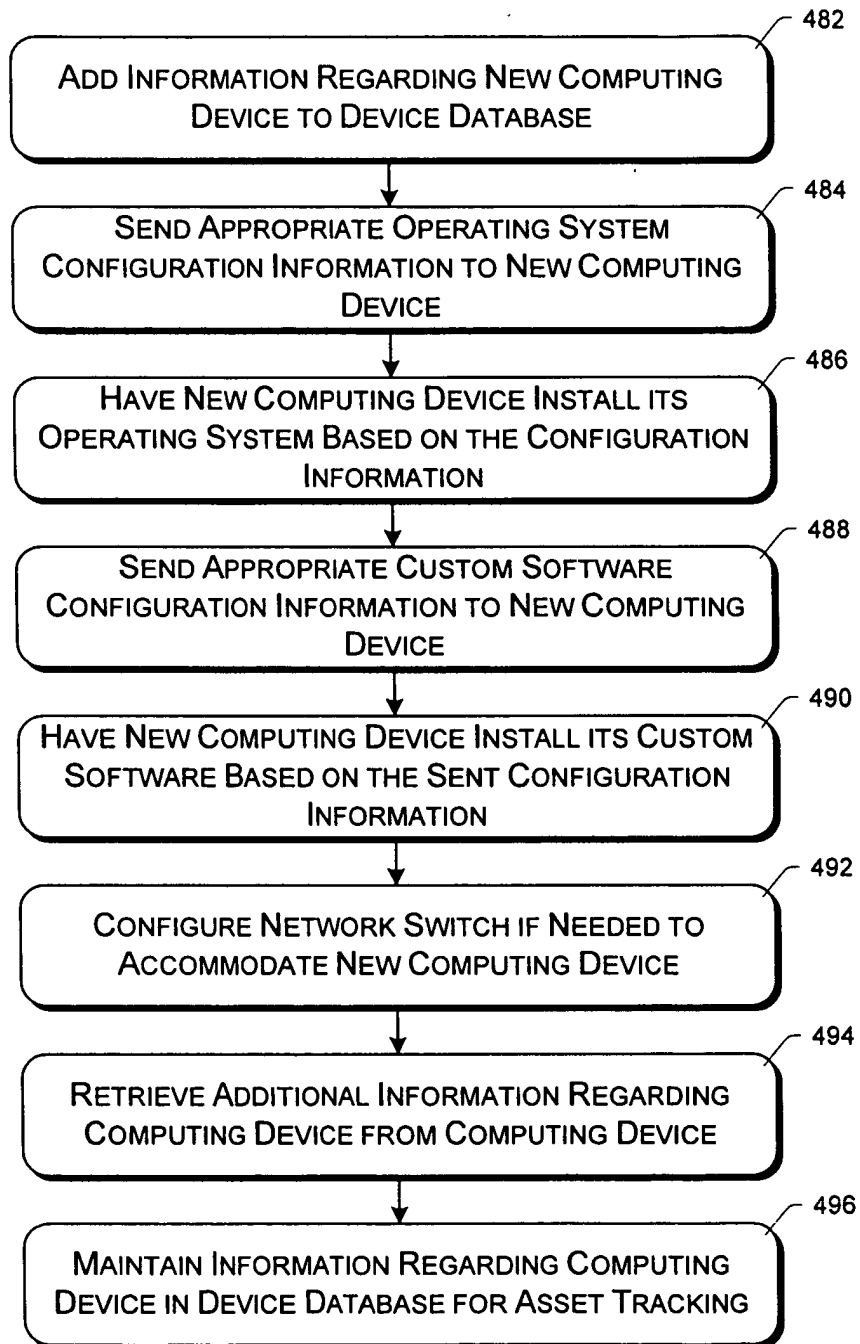 482
ADD INFORMATION REGARDING NEW COMPUTING
DEVICE TO DEVICE DATABASE
484
SEND APPROPRIATE OPERATING SYSTEM
CONFIGURATION INFORMATION TO NEW COMPUTING
DEVICE
486
HAVE NEW COMPUTING DEVICE INSTALL ITS
OPERATING SYSTEM BASED ON THE CONFIGURATION
INFORMATION
488
SEND APPROPRIATE CUSTOM SOFTWARE
CONFIGURATION INFORMATION TO NEW COMPUTING
DEVICE
490
HAVE NEW COMPUTING DEVICE INSTALL ITS CUSTOM
SOFTWARE BASED ON THE SENT CONFIGURATION
INFORMATION
492
CONFIGURE NETWORK SWITCH IF NEEDED TO
ACCOMMODATE NEW COMPUTING DEVICE
494
RETRIEVE ADDITIONAL INFORMATION REGARDING
COMPUTING DEVICE FROM COMPUTING DEVICE
496
MAINTAIN INFORMATION REGARDING COMPUTING
DEVICE IN DEVICE DATABASE FOR ASSET TRACKING